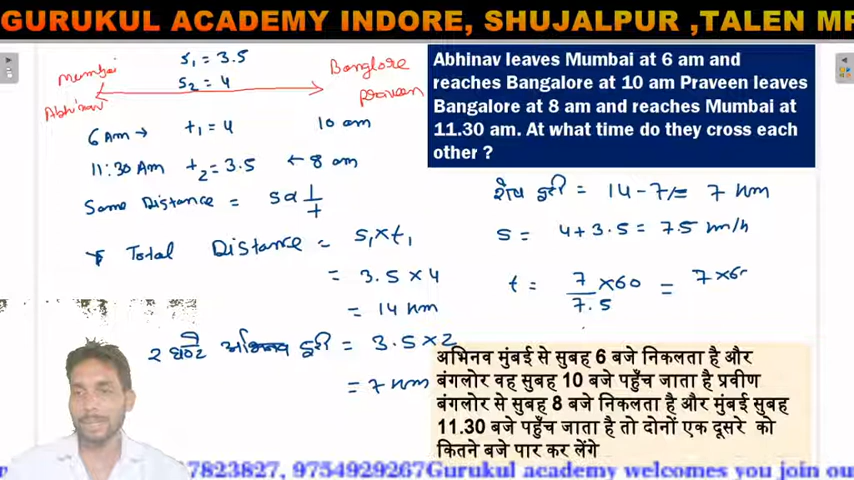 GURUKUL ACADEMY INDORE, SHUJALPUR ,TALEN MP
S₁ = 3.5
S₂ = 4
Mumbai
Banglore
Abhinav
Praveen
6 Am → t₁ = 4 10 am
11:30 Am t₂ = 3.5 ← 8 am
Same Distance = S α 1/t
Total Distance = S₁×t₁
= 3.5 × 4
= 14 km
2 घण्टे अभिनव दूरी = 3.5 × 2
= 7 km
Abhinav leaves Mumbai at 6 am and
reaches Bangalore at 10 am Praveen leaves
Bangalore at 8 am and reaches Mumbai at
11.30 am. At what time do they cross each
other ?
शेष दूरी = 14 - 7 = 7 km
S = 4 + 3.5 = 7.5 m/h
t = 7/7.5 × 60 = 7 × 6
अभिनव मुंबई से सुबह 6 बजे निकलता है और
बंगलोर वह सुबह 10 बजे पहुँच जाता है प्रवीण
बंगलोर से सुबह 8 बजे निकलता है और मुंबई सुबह
11.30 बजे पहुँच जाता है तो दोनों एक दूसरे को
कितने बजे पार कर लेंगे
7823827, 9754929267Gurukul academy welcomes you join ou